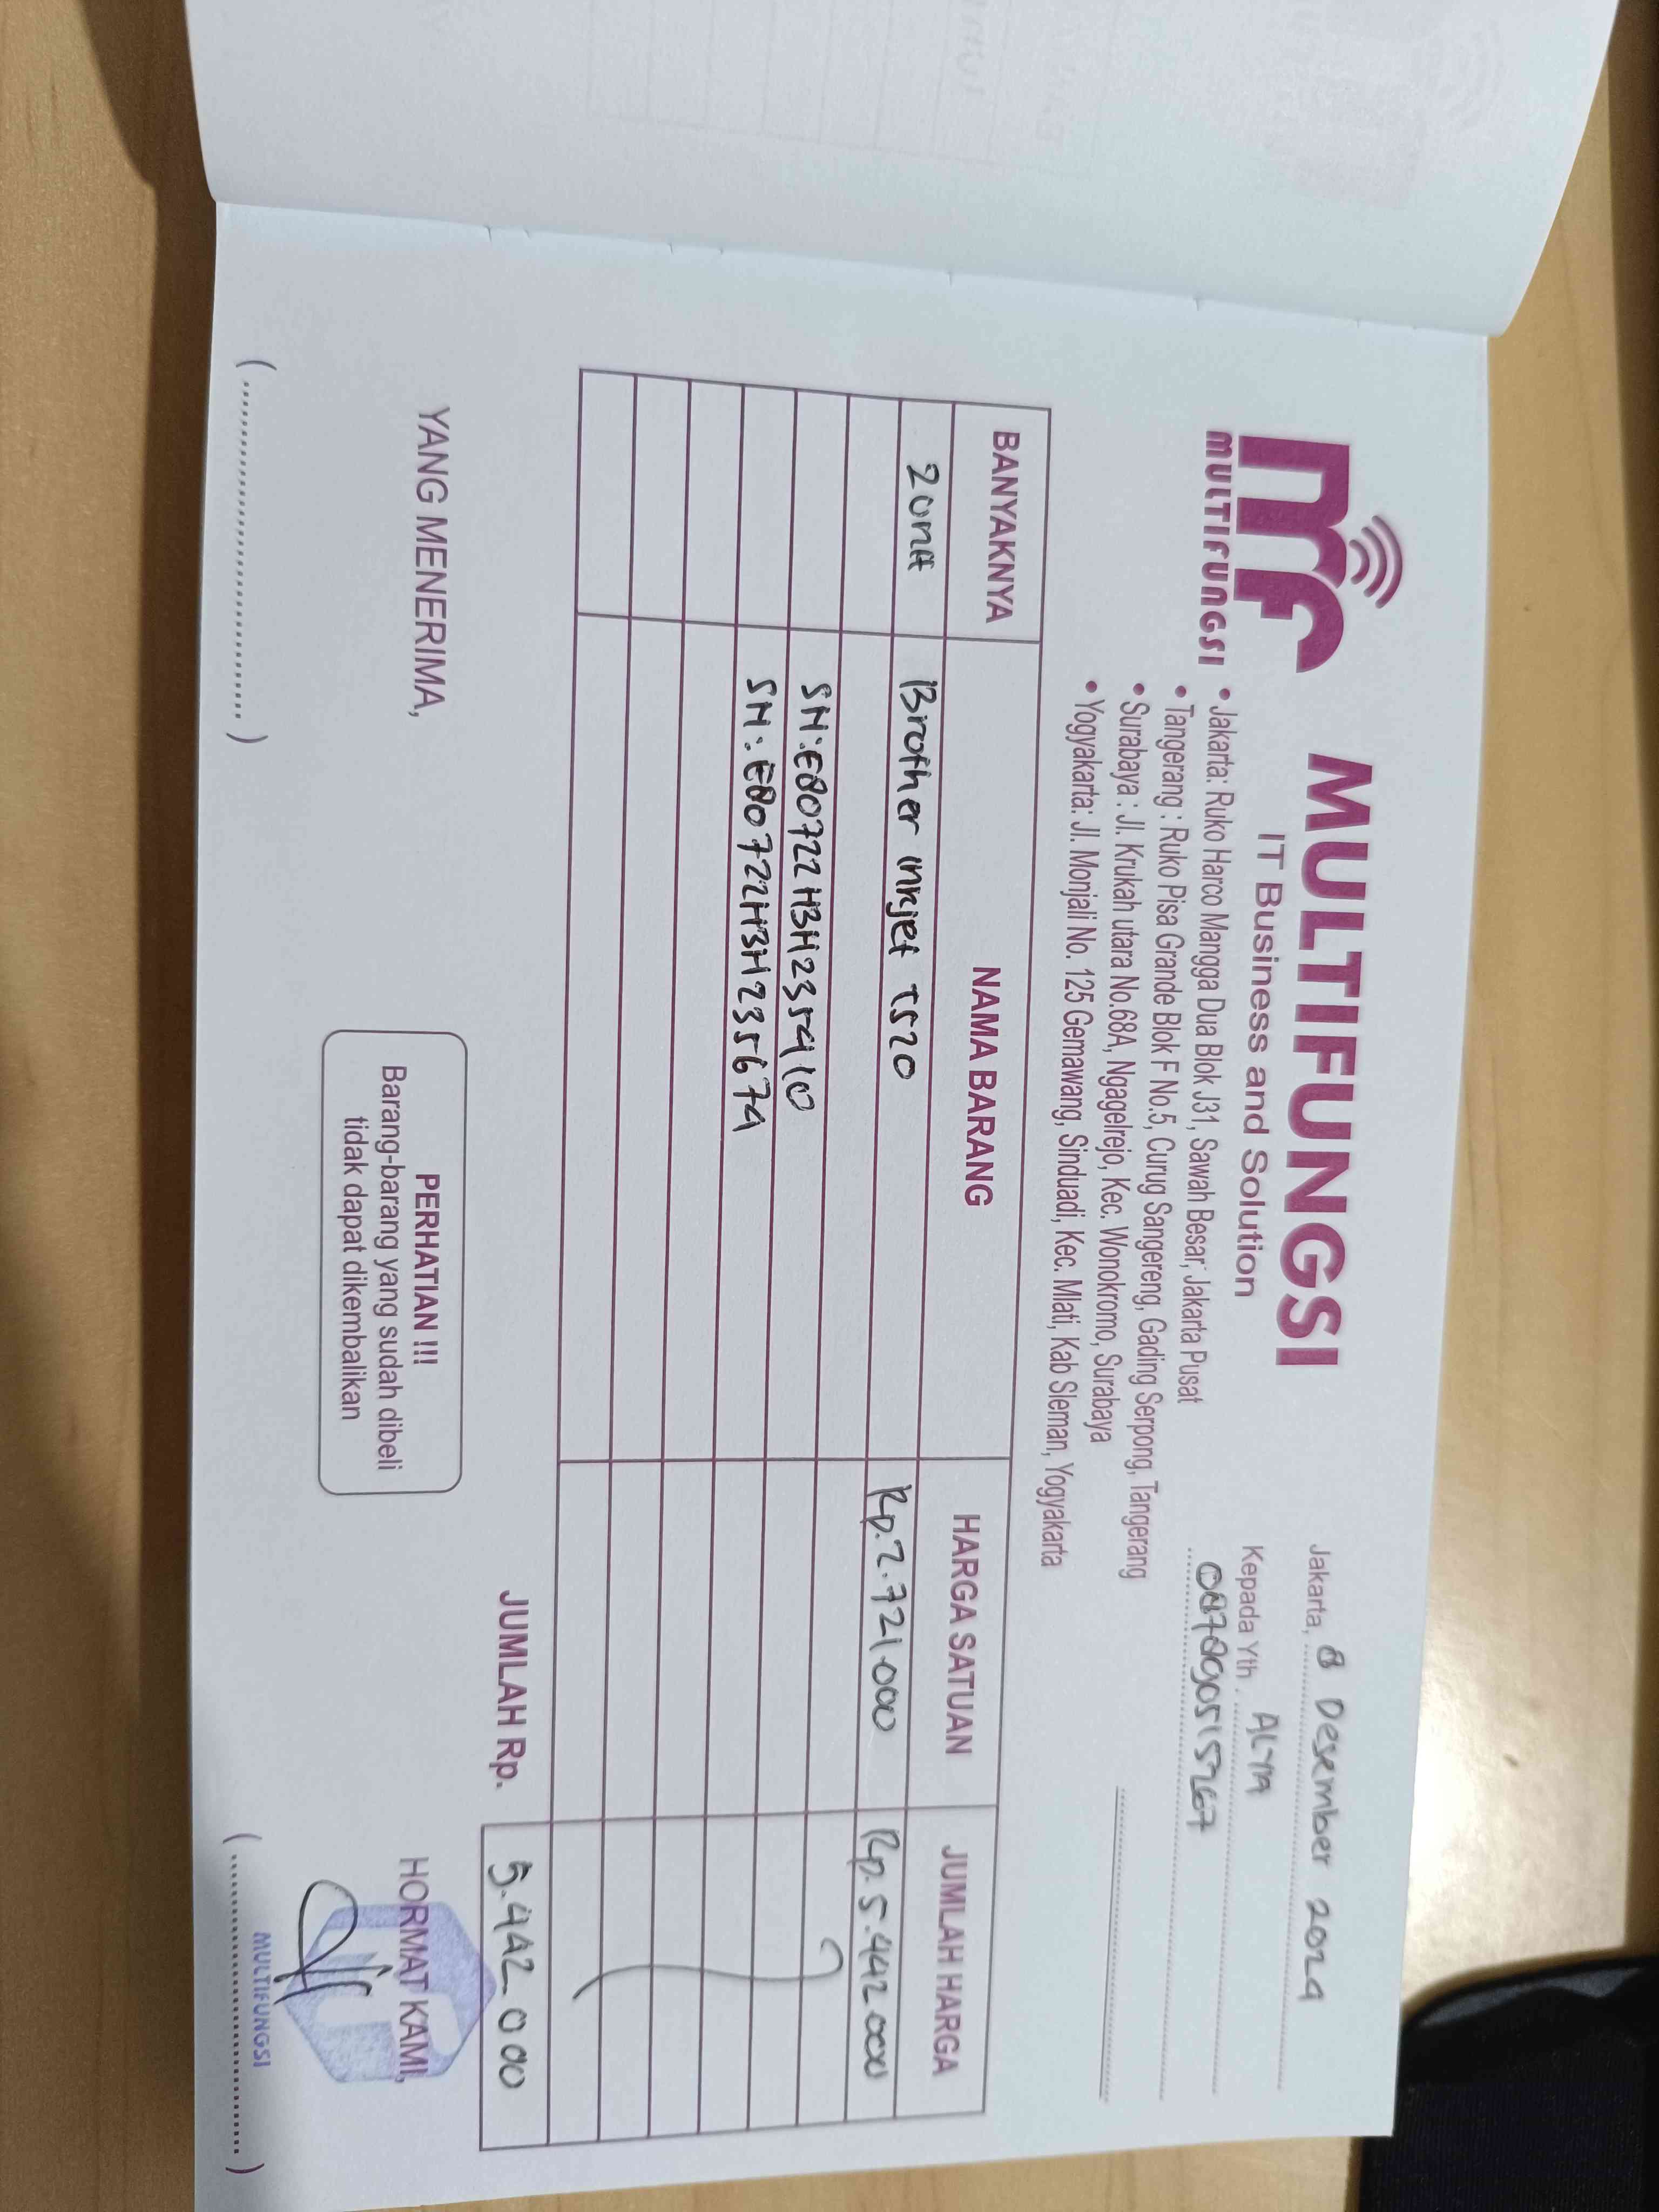 mf
MULTIFUNGSI
MULTIFUNGSI
IT Business and Solution
• Jakarta: Ruko Harco Mangga Dua Blok J31, Sawah Besar, Jakarta Pusat
• Tangerang : Ruko Pisa Grande Blok F No.5, Curug Sangereng, Gading Serpong, Tangerang
• Surabaya : Jl. Krukah utara No.68A, Ngagelrejo, Kec. Wonokromo, Surabaya
• Yogyakarta: Jl. Monjali No. 125 Gemawang, Sinduadi, Kec. Mlati, Kab Sleman, Yogyakarta
Jakarta, 8 Desember 2024
Kepada Yth.
BANYAKNYA NAMA BARANG HARGA SATUAN JUMLAH HARGA
2 unit Brother inkjet T520 Rp. 2.721.000 Rp. 5.442.000
SN: E80722H3H235410
SN: E80722H3H235674
JUMLAH Rp. 5.442.000
YANG MENERIMA,
PERHATIAN !!!
Barang-barang yang sudah dibeli
tidak dapat dikembalikan
HORMAT KAMI,
MULTIFUNGSI